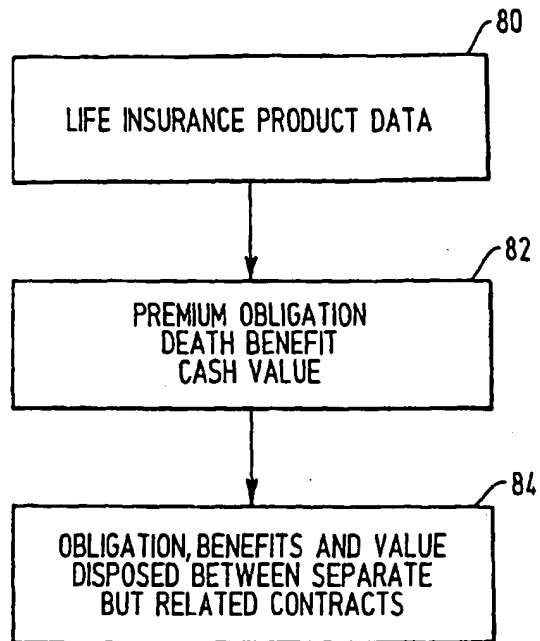 80
LIFE INSURANCE PRODUCT DATA
82
PREMIUM OBLIGATION
DEATH BENEFIT
CASH VALUE
84
OBLIGATION, BENEFITS AND VALUE
DISPOSED BETWEEN SEPARATE
BUT RELATED CONTRACTS